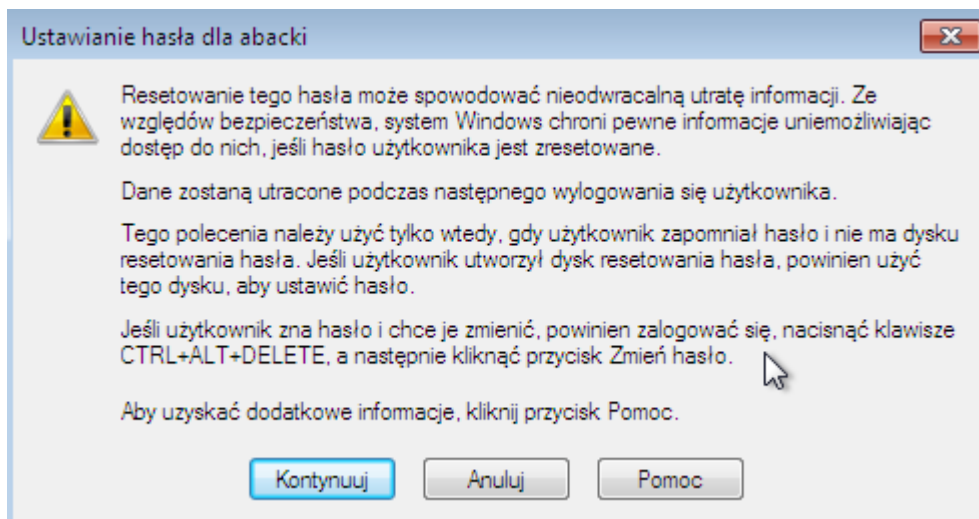 Ustawianie hasła dla abacki
Resetowanie tego hasła może spowodować nieodwracalną utratę informacji. Ze
względów bezpieczeństwa, system Windows chroni pewne informacje uniemożliwiając
dostęp do nich, jeśli hasło użytkownika jest zresetowane.
Dane zostaną utracone podczas następnego wylogowania się użytkownika.
Tego polecenia należy użyć tylko wtedy, gdy użytkownik zapomniał hasło i nie ma dysku
resetowania hasła. Jeśli użytkownik utworzył dysk resetowania hasła, powinien użyć
tego dysku, aby ustawić hasło.
Jeśli użytkownik zna hasło i chce je zmienić, powinien zalogować się, nacisnąć klawisze
CTRL+ALT+DELETE, a następnie kliknąć przycisk Zmień hasło.
Aby uzyskać dodatkowe informacje, kliknij przycisk Pomoc.
Kontynuuj Anuluj Pomoc